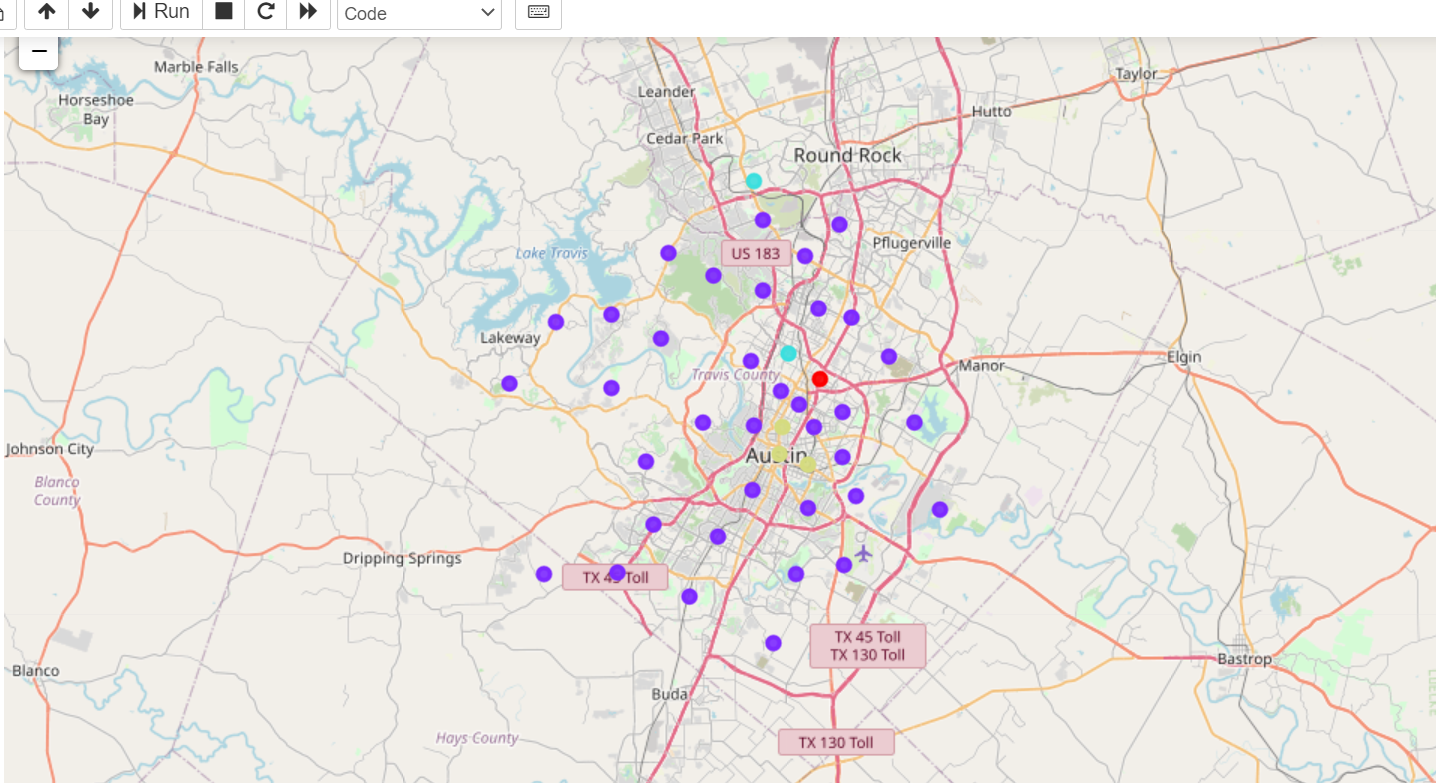 Run
Code
Marble Falls
Taylor
Leander
Horseshoe
Bay
Hutto
Cedar Park
Round Rock
Pflugerville
Lake Travis
US 183
Lakeway
Elgin
Manor
Travis County
Johnson City
Austin
Blanco
County
Dripping Springs
TX 45 Toll
TX 45 Toll
TX 130 Toll
Bastrop
Blanco
Buda
Hays County
TX 130 Toll